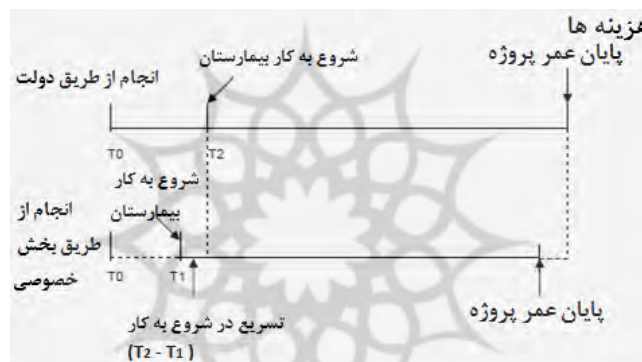 هزینه ها
پایان عمر پروژه
شروع به کار بیمارستان
انجام از طریق دولت
T0
T2
شروع به کار
بیمارستان
انجام از
طریق بخش
خصوصی
T0
T1
پایان عمر پروژه
تسریع در شروع به کار
(T2 - T1 )